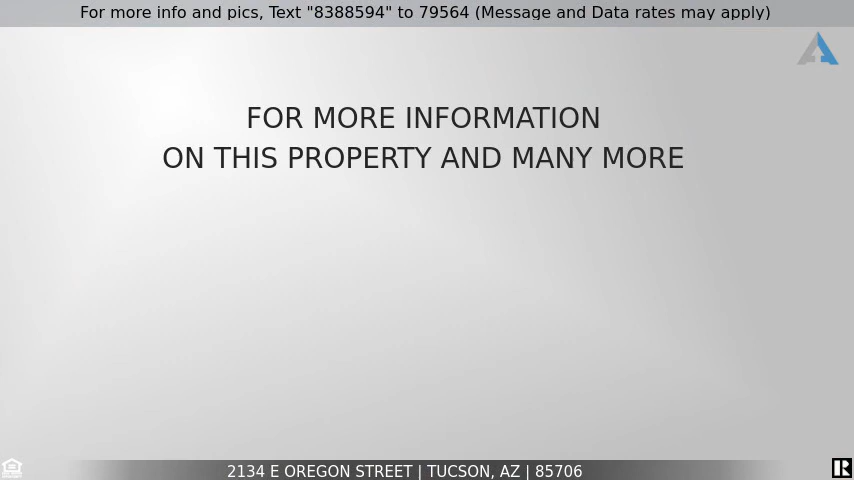 For more info and pics, Text "8388594" to 79564 (Message and Data rates may apply)
FOR MORE INFORMATION
ON THIS PROPERTY AND MANY MORE
2134 E OREGON STREET | TUCSON, AZ | 85706